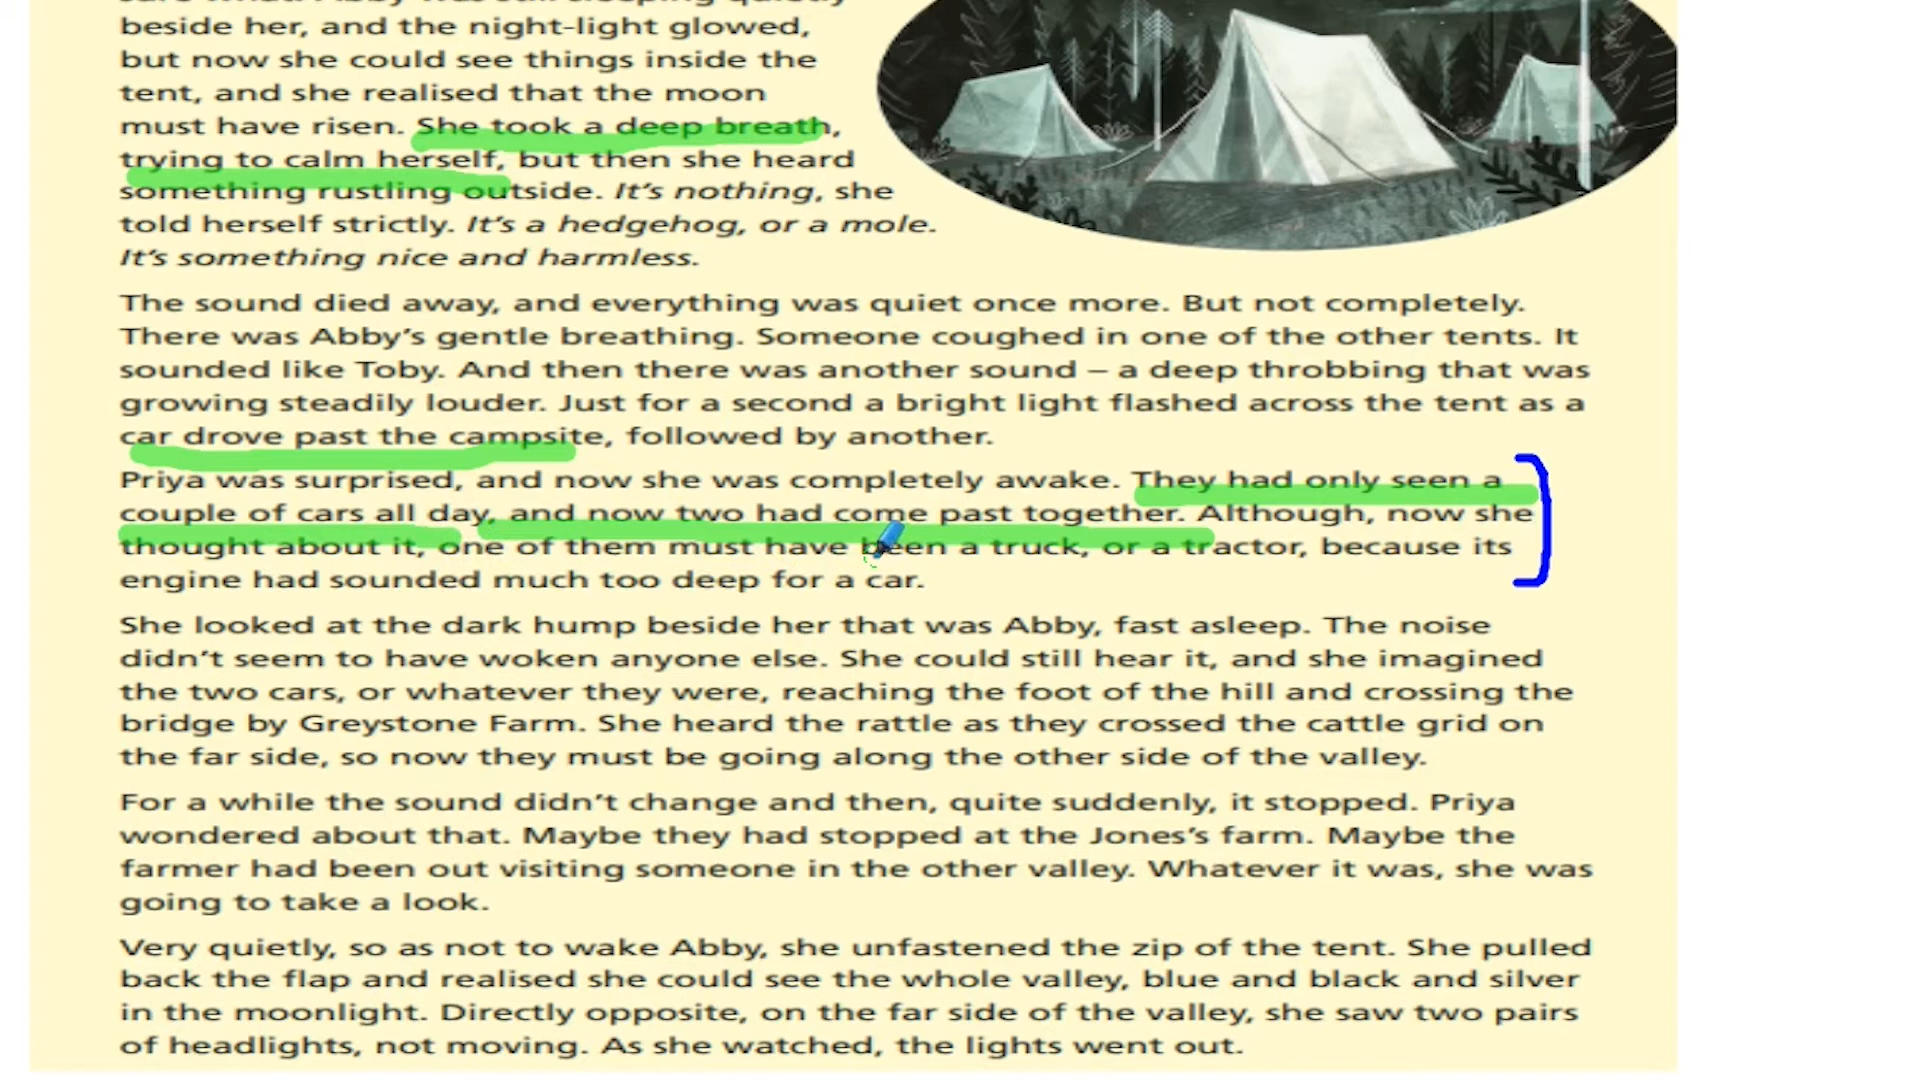 beside her, and the night-light glowed,
but now she could see things inside the
tent, and she realised that the moon
must have risen. She took a deep breath,
trying to calm herself, but then she heard
something rustling outside. It's nothing, she
told herself strictly. It's a hedgehog, or a mole.
It's something nice and harmless.
The sound died away, and everything was quiet once more. But not completely.
There was Abby's gentle breathing. Someone coughed in one of the other tents. It
sounded like Toby. And then there was another sound – a deep throbbing that was
growing steadily louder. Just for a second a bright light flashed across the tent as a
car drove past the campsite, followed by another.
Priya was surprised, and now she was completely awake. They had only seen a
couple of cars all day, and now two had come past together. Although, now she
thought about it, one of them must have been a truck, or a tractor, because its
engine had sounded much too deep for a car.
She looked at the dark hump beside her that was Abby, fast asleep. The noise
didn't seem to have woken anyone else. She could still hear it, and she imagined
the two cars, or whatever they were, reaching the foot of the hill and crossing the
bridge by Greystone Farm. She heard the rattle as they crossed the cattle grid on
the far side, so now they must be going along the other side of the valley.
For a while the sound didn't change and then, quite suddenly, it stopped. Priya
wondered about that. Maybe they had stopped at the Jones's farm. Maybe the
farmer had been out visiting someone in the other valley. Whatever it was, she was
going to take a look.
Very quietly, so as not to wake Abby, she unfastened the zip of the tent. She pulled
back the flap and realised she could see the whole valley, blue and black and silver
in the moonlight. Directly opposite, on the far side of the valley, she saw two pairs
of headlights, not moving. As she watched, the lights went out.